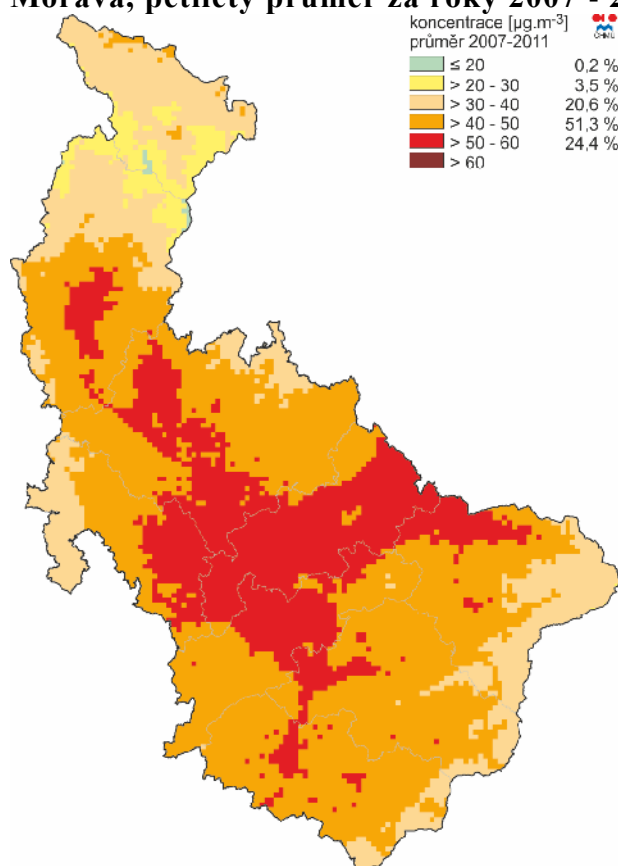 Morava, pětiletý průměr za roky 2007 - 2
koncentrace [µg.m-3]
ČHMÚ
průměr 2007-2011
≤ 20 0,2 %
> 20 - 30 3,5 %
> 30 - 40 20,6 %
> 40 - 50 51,3 %
> 50 - 60 24,4 %
> 60